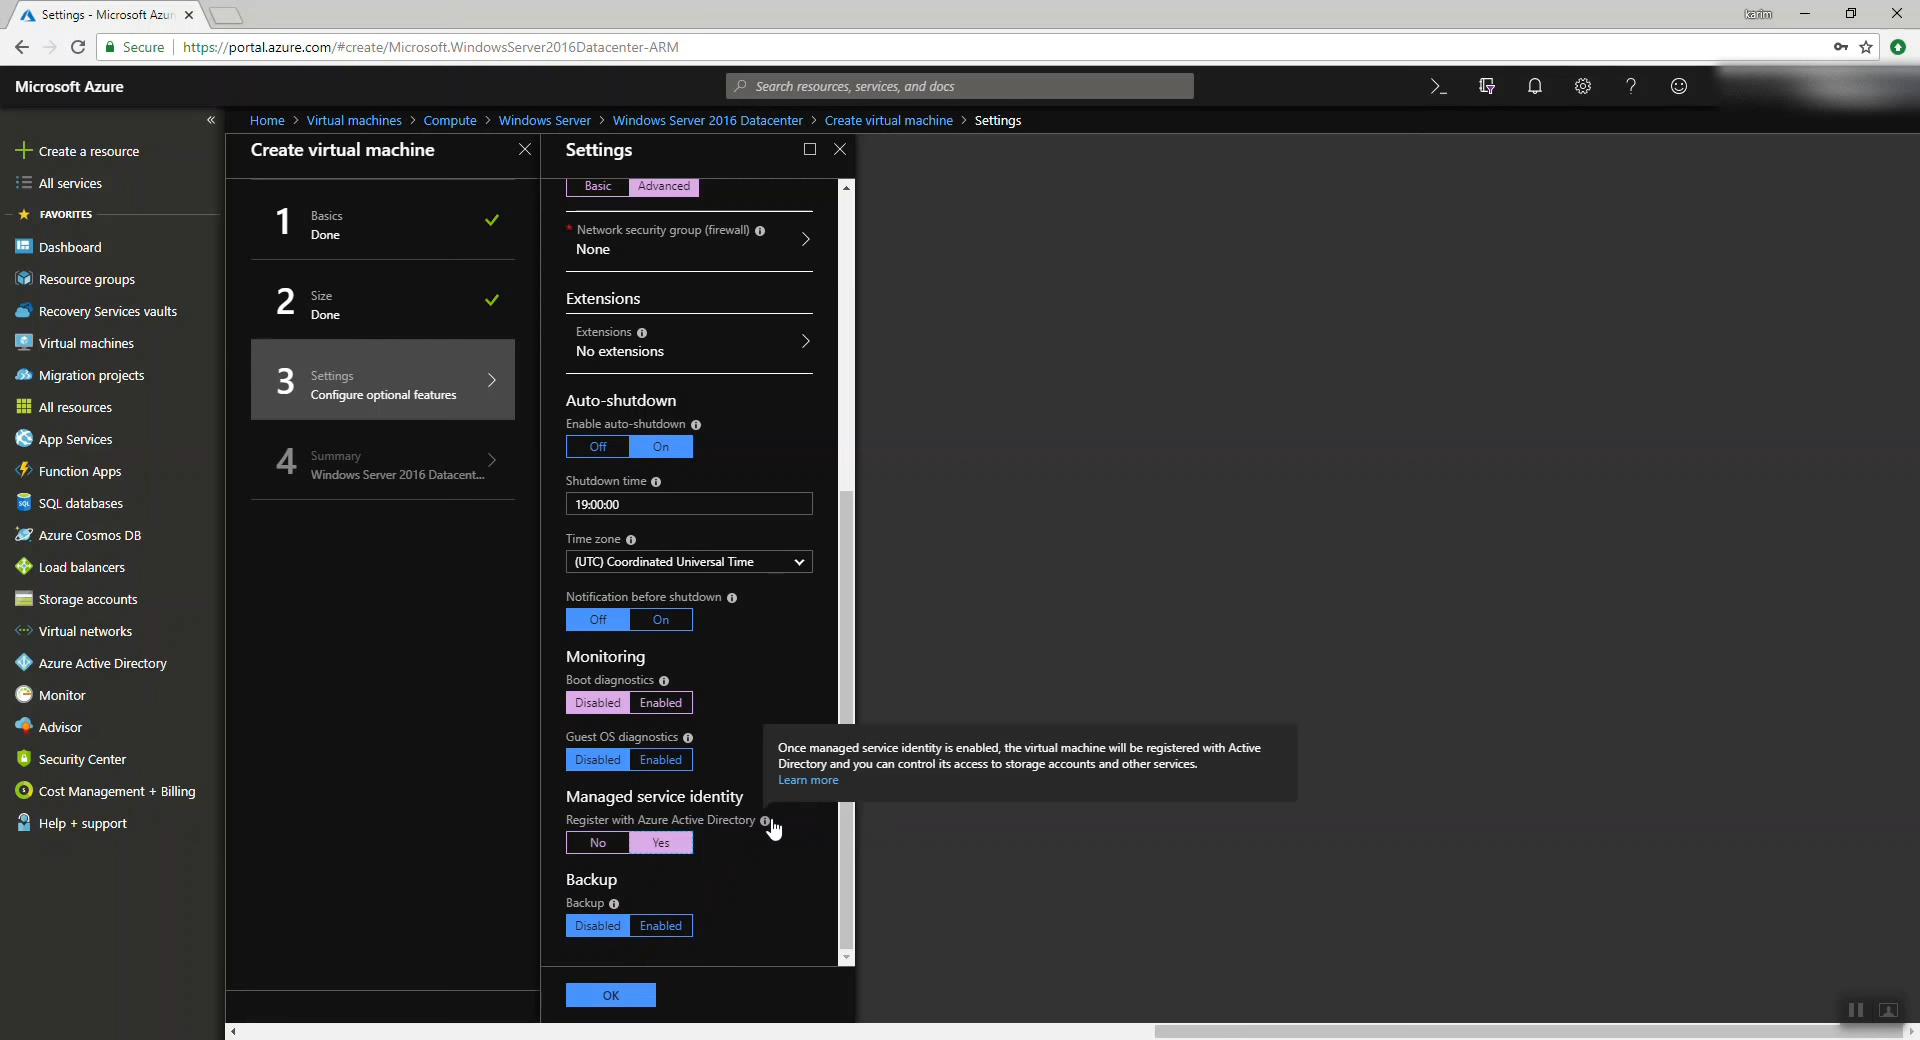 Settings - Microsoft Azu
karim
Secure
https://portal.azure.com/#create/Microsoft.WindowsServer2016Datacenter-ARM
Microsoft Azure
Search resources, services, and docs
Home > Virtual machines > Compute > Windows Server > Windows Server 2016 Datacenter > Create virtual machine > Settings
Create a resource
All services
FAVORITES
Dashboard
Resource groups
Recovery Services vaults
Virtual machines
Migration projects
All resources
App Services
Function Apps
SQL databases
Azure Cosmos DB
Load balancers
Storage accounts
Virtual networks
Azure Active Directory
Monitor
Advisor
Security Center
Cost Management + Billing
Help + support
Create virtual machine
1 Basics
Done
2 Size
Done
3 Settings
Configure optional features
4 Summary
Windows Server 2016 Datacent...
Settings
Basic Advanced
* Network security group (firewall)
None
Extensions
Extensions
No extensions
Auto-shutdown
Enable auto-shutdown
Off On
Shutdown time
19:00:00
Time zone
(UTC) Coordinated Universal Time
Notification before shutdown
Off On
Monitoring
Boot diagnostics
Disabled Enabled
Guest OS diagnostics
Disabled Enabled
Managed service identity
Register with Azure Active Directory
No Yes
Backup
Backup
Disabled Enabled
OK
Once managed service identity is enabled, the virtual machine will be registered with Active
Directory and you can control its access to storage accounts and other services.
Learn more